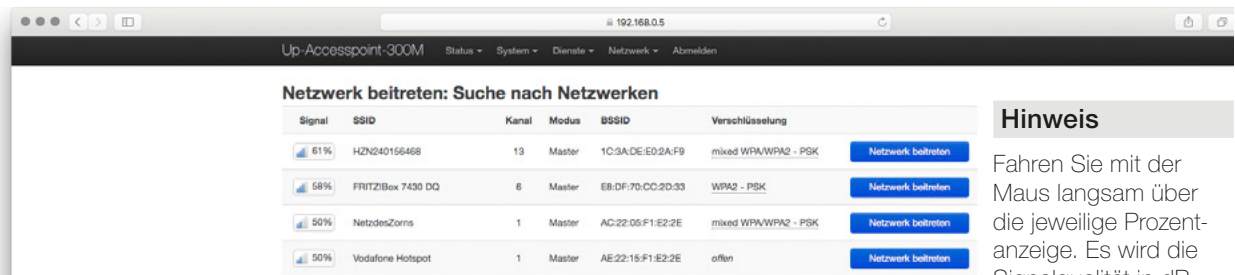 192.168.0.5
Up-Accesspoint-300M Status System Dienste Netzwerk Abmelden
Netzwerk beitreten: Suche nach Netzwerken
Signal SSID Kanal Modus BSSID Verschlüsselung
61% HZN240156468 13 Master 1C:3A:DE:E0:2A:F9 mixed WPA/WPA2 - PSK Netzwerk beitreten
58% FRITZ!Box 7430 DQ 6 Master E8:DF:70:CC:2D:33 WPA2 - PSK Netzwerk beitreten
50% NetzdesZorns 1 Master AC:22:05:F1:E2:2E mixed WPA/WPA2 - PSK Netzwerk beitreten
50% Vodafone Hotspot 1 Master AE:22:15:F1:E2:2E offen Netzwerk beitreten
Hinweis
Fahren Sie mit der
Maus langsam über
die jeweilige Prozent-
anzeige. Es wird die
Signalqualität in dB